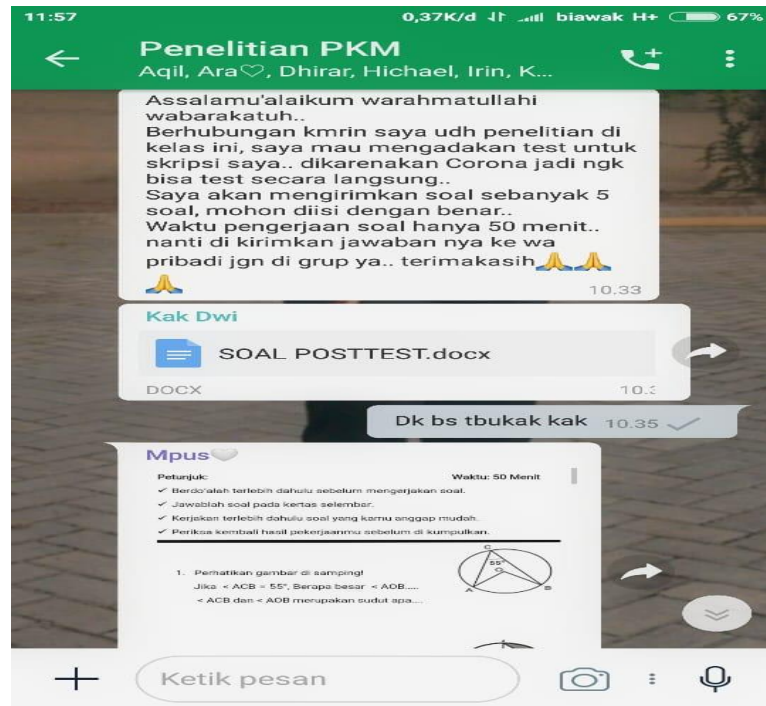 11:57
0,37K/d biawak H+ 67%
Penelitian PKM
Aqil, Ara♡, Dhirar, Hichael, Irin, K...
Assalamu'alaikum warahmatullahi
wabarakatuh..
Berhubungan kmrin saya udh penelitian di
kelas ini, saya mau mengadakan test untuk
skripsi saya.. dikarenakan Corona jadi ngk
bisa test secara langsung..
Saya akan mengirimkan soal sebanyak 5
soal, mohon diisi dengan benar..
Waktu pengerjaan soal hanya 50 menit..
nanti di kirimkan jawaban nya ke wa
pribadi jgn di grup ya.. terimakasih🙏🙏
🙏
10.33
Kak Dwi
SOAL POSTTEST.docx
DOCX
Dk bs tbukak kak 10.35
Mpus🤍
Petunjuk: Waktu: 50 Menit
✓ Berdo'alah terlebih dahulu sebelum mengerjakan soal.
✓ Jawablah soal pada kertas selembar.
✓ Kerjakan terlebih dahulu soal yang kamu anggap mudah.
✓ Periksa kembali hasil pekerjaanmu sebelum di kumpulkan.
1. Perhatikan gambar di samping!
Jika < ACB = 55°, Berapa besar < AOB.....
< ACB dan < AOB merupakan sudut apa....
C
55°
O
A
B
Ketik pesan